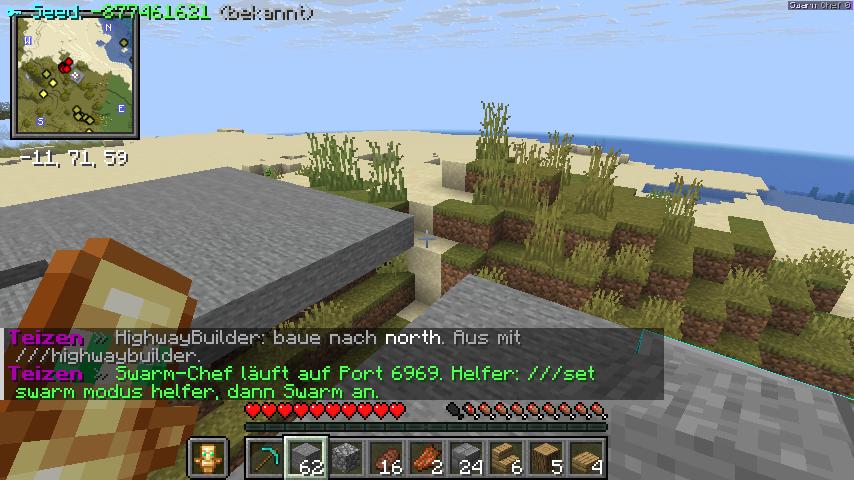 Seed: -877461621 (bekannt)
Swarm Chef 0
N
W
E
S
-11, 71, 59
Teizen » HighwayBuilder: baue nach north. Aus mit
///highwaybuilder.
Teizen » Swarm-Chef läuft auf Port 6969. Helfer: ///set
swarm modus helfer, dann Swarm an.
62 16 2 24 6 5 4